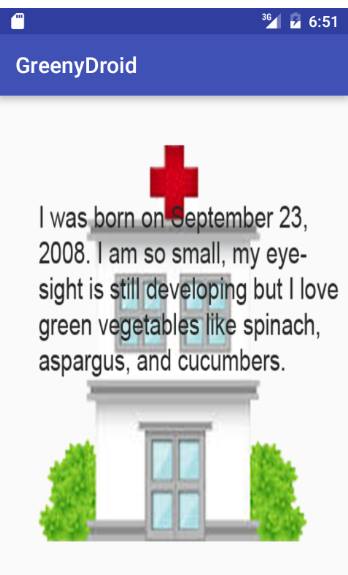 3G 6:51
GreenyDroid
I was born on September 23,
2008. I am so small, my eye-
sight is still developing but I love
green vegetables like spinach,
aspargus, and cucumbers.